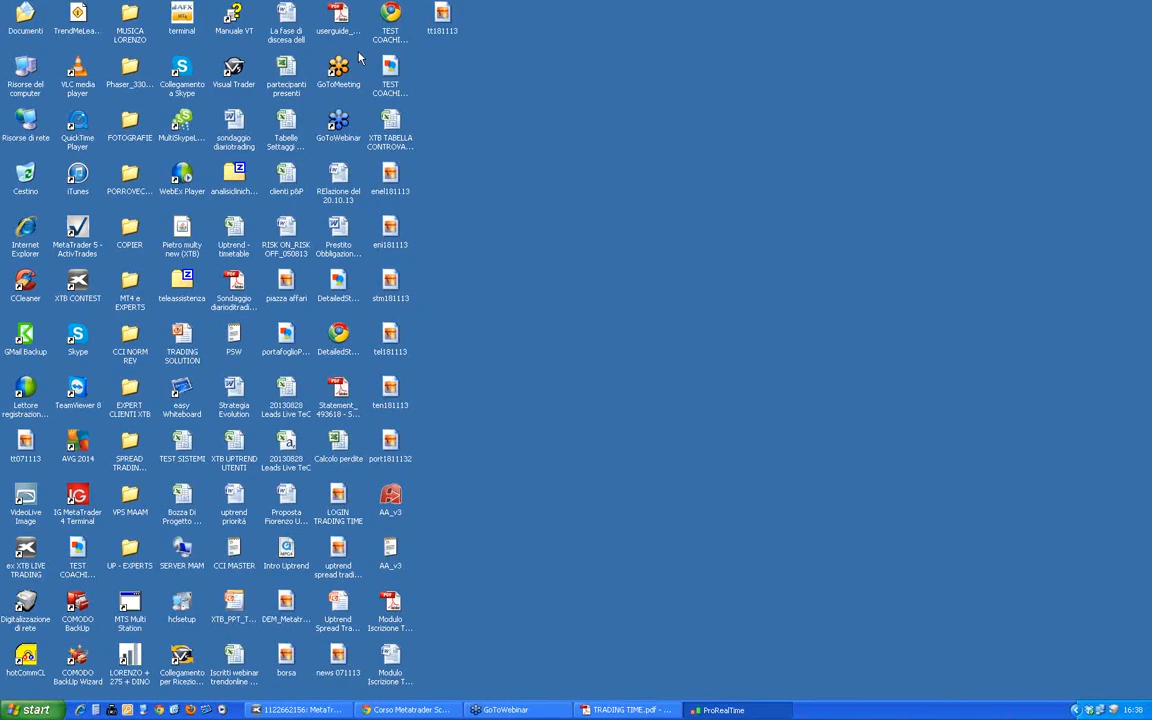 Documenti
TrendMeLea...
MUSICA LORENZO
terminal
Manuale VT
La fase di discesa dell
userguide_...
TEST COACHI...
tt181113
Risorse del computer
VLC media player
Phaser_330...
Collegamento a Skype
Visual Trader
partecipanti presenti
GoToMeeting
TEST COACHI...
Risorse di rete
QuickTime Player
FOTOGRAFIE
MultiSkypeL...
sondaggio diariotrading
Tabelle Settaggi ...
GoToWebinar
XTB TABELLA CONTROVA...
Cestino
iTunes
PORROVEC...
WebEx Player
analisiclinich...
clienti p&P
RElazione del 20.10.13
enel181113
Internet Explorer
MetaTrader 5 - ActivTrades
COPIER
Pietro multy new (XTB)
Uptrend - timetable
RISK ON_RISK OFF_050813
Prestito Obbligazion...
eni181113
CCleaner
XTB CONTEST
MT4 e EXPERTS
teleassistenza
Sondaggio diarioditradi...
piazza affari
DetailedSt...
stm181113
GMail Backup
Skype
CCI NORM REV
TRADING SOLUTION
PSW
portafoglioP...
DetailedSt...
tel181113
Lettore registrazion...
TeamViewer 8
EXPERT CLIENTI XTB
easy Whiteboard
Strategia Evolution
20130828 Leads Live TeC
Statement_ 493618 - S...
ten181113
tt071113
AVG 2014
SPREAD TRADIN...
TEST SISTEMI
XTB UPTREND UTENTI
20130828 Leads Live TeC
Calcolo perdite
port1811132
VideoLive Image
IG MetaTrader 4 Terminal
VPS MAAM
Bozza Di Progetto ...
uptrend priorità
Proposta Fiorenzo U...
LOGIN TRADING TIME
AA_v3
ex XTB LIVE TRADING
TEST COACHI...
UP - EXPERTS
SERVER MAM
CCI MASTER
Intro Uptrend
uptrend spread tradi...
AA_v3
Digitalizzazione di rete
COMODO BackUp
MTS Multi Station
hclsetup
XTB_PPT_T...
DEM_Metatr...
Uptrend Spread Tra...
Modulo Iscrizione T...
hotCommCL
COMODO BackUp Wizard
LORENZO + 275 + DINO
Collegamento per Ricezio...
Iscritti webinar trendonline ...
borsa
news 071113
Modulo Iscrizione T...
start
1122662156: MetaTr...
Corso Metatrader Sc...
GoToWebinar
TRADING TIME.pdf - ...
ProRealTime
16:38